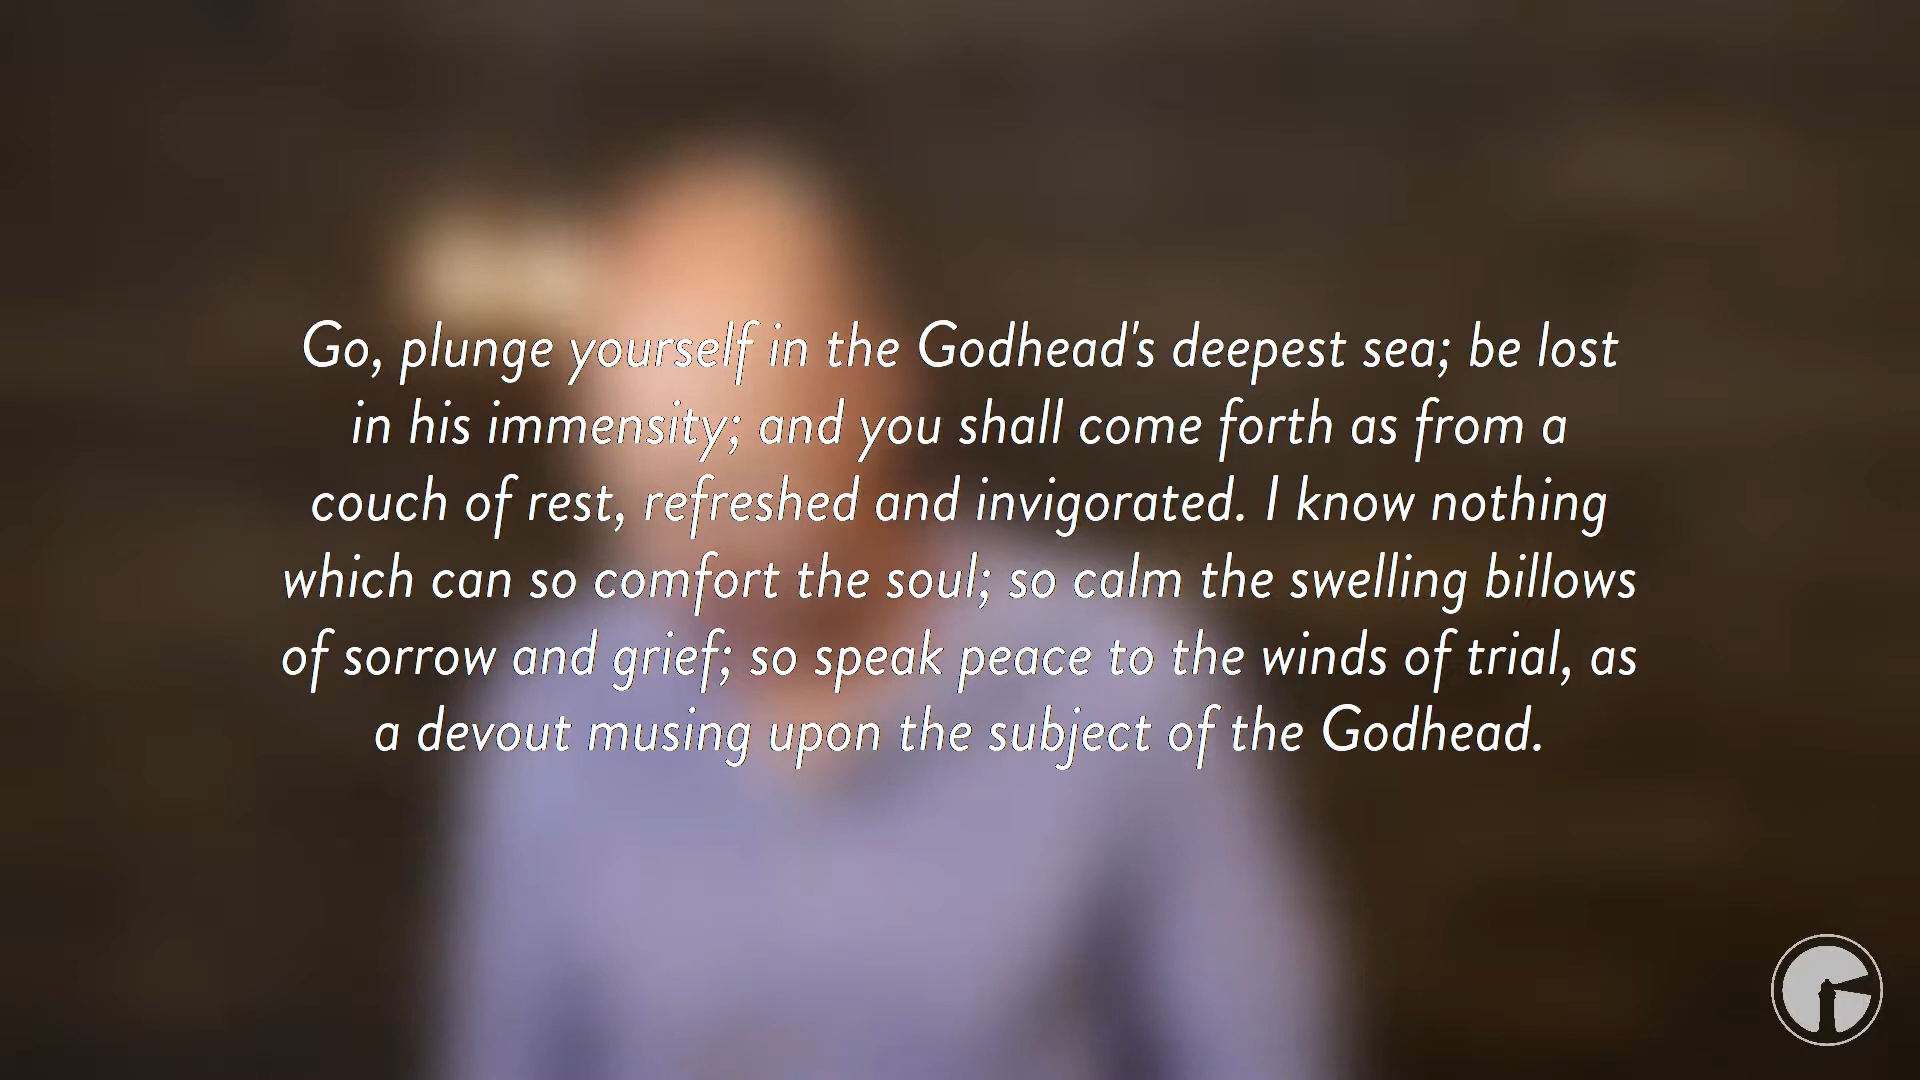 Go, plunge yourself in the Godhead's deepest sea; be lost
in his immensity; and you shall come forth as from a
couch of rest, refreshed and invigorated. I know nothing
which can so comfort the soul; so calm the swelling billows
of sorrow and grief; so speak peace to the winds of trial, as
a devout musing upon the subject of the Godhead.